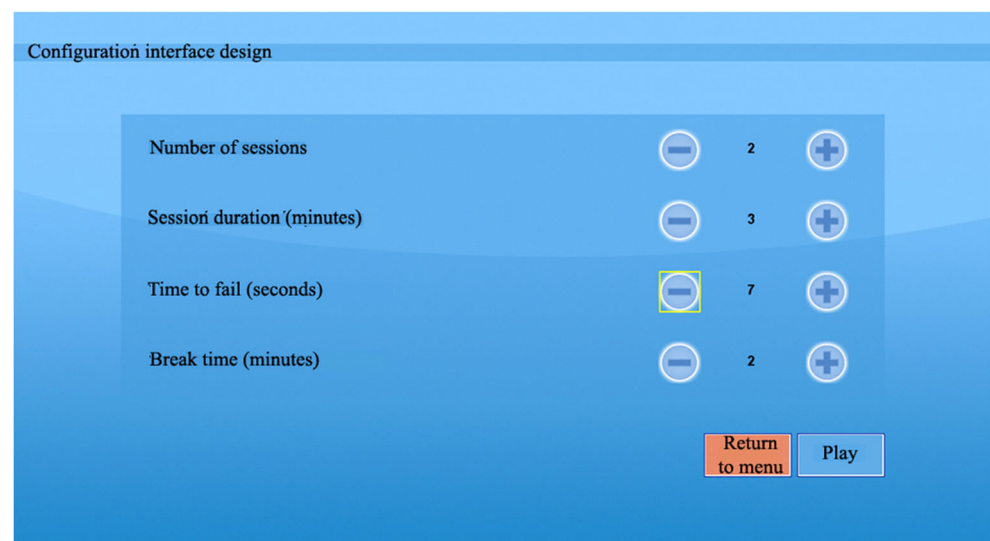 Configuration interface design
Number of sessions 2
Session duration (minutes) 3
Time to fail (seconds) 7
Break time (minutes) 2
Return
to menu
Play